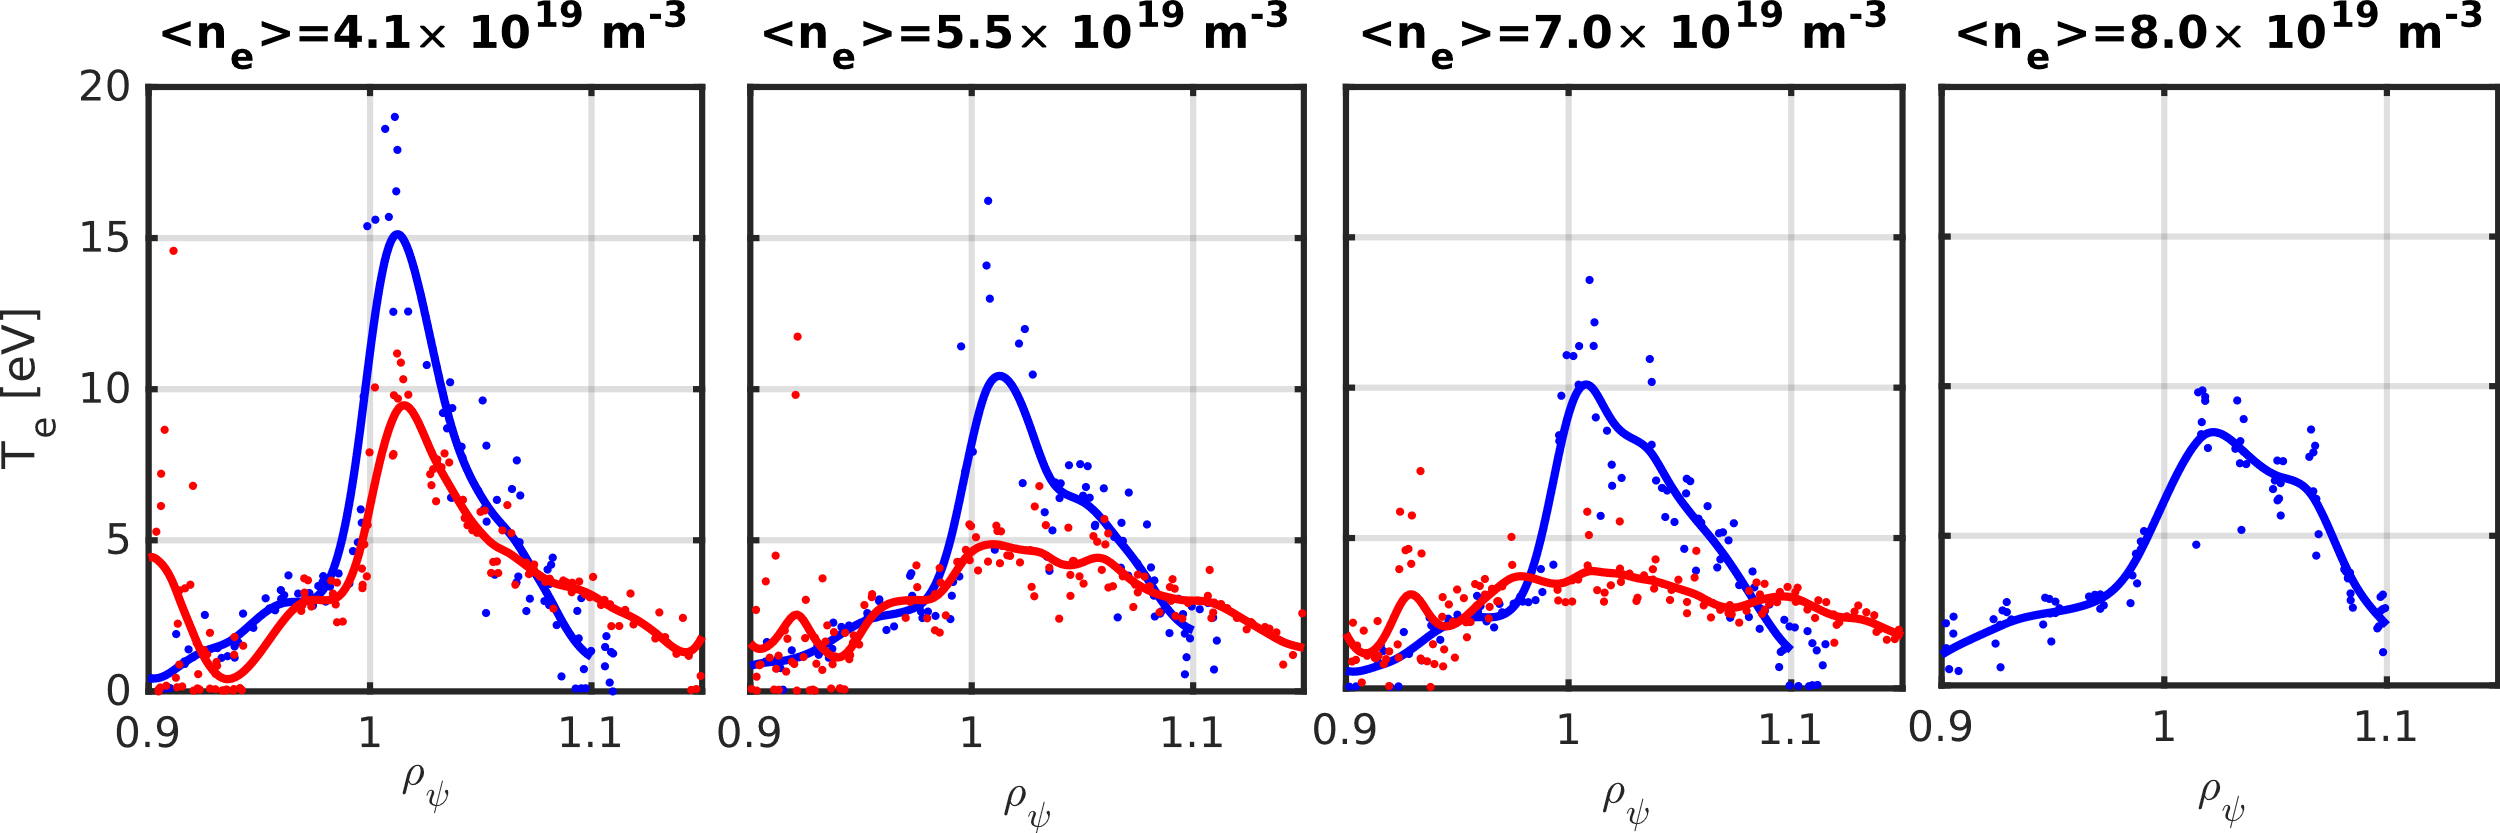 <n_e>=4.1× 10^19 m^-3
<n_e>=5.5× 10^19 m^-3
<n_e>=7.0× 10^19 m^-3
<n_e>=8.0× 10^19 m^-3
T_e [eV]
20
15
10
5
0
0.9 1 1.1
0.9 1 1.1
0.9 1 1.1
0.9 1 1.1
ρ_ψ
ρ_ψ
ρ_ψ
ρ_ψ